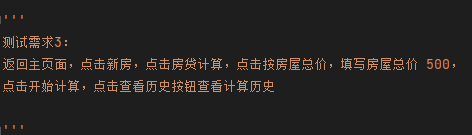 '''
测试需求3:
返回主页面，点击新房，点击房贷计算，点击按房屋总价，填写房屋总价 500，
点击开始计算，点击查看历史按钮查看计算历史
'''